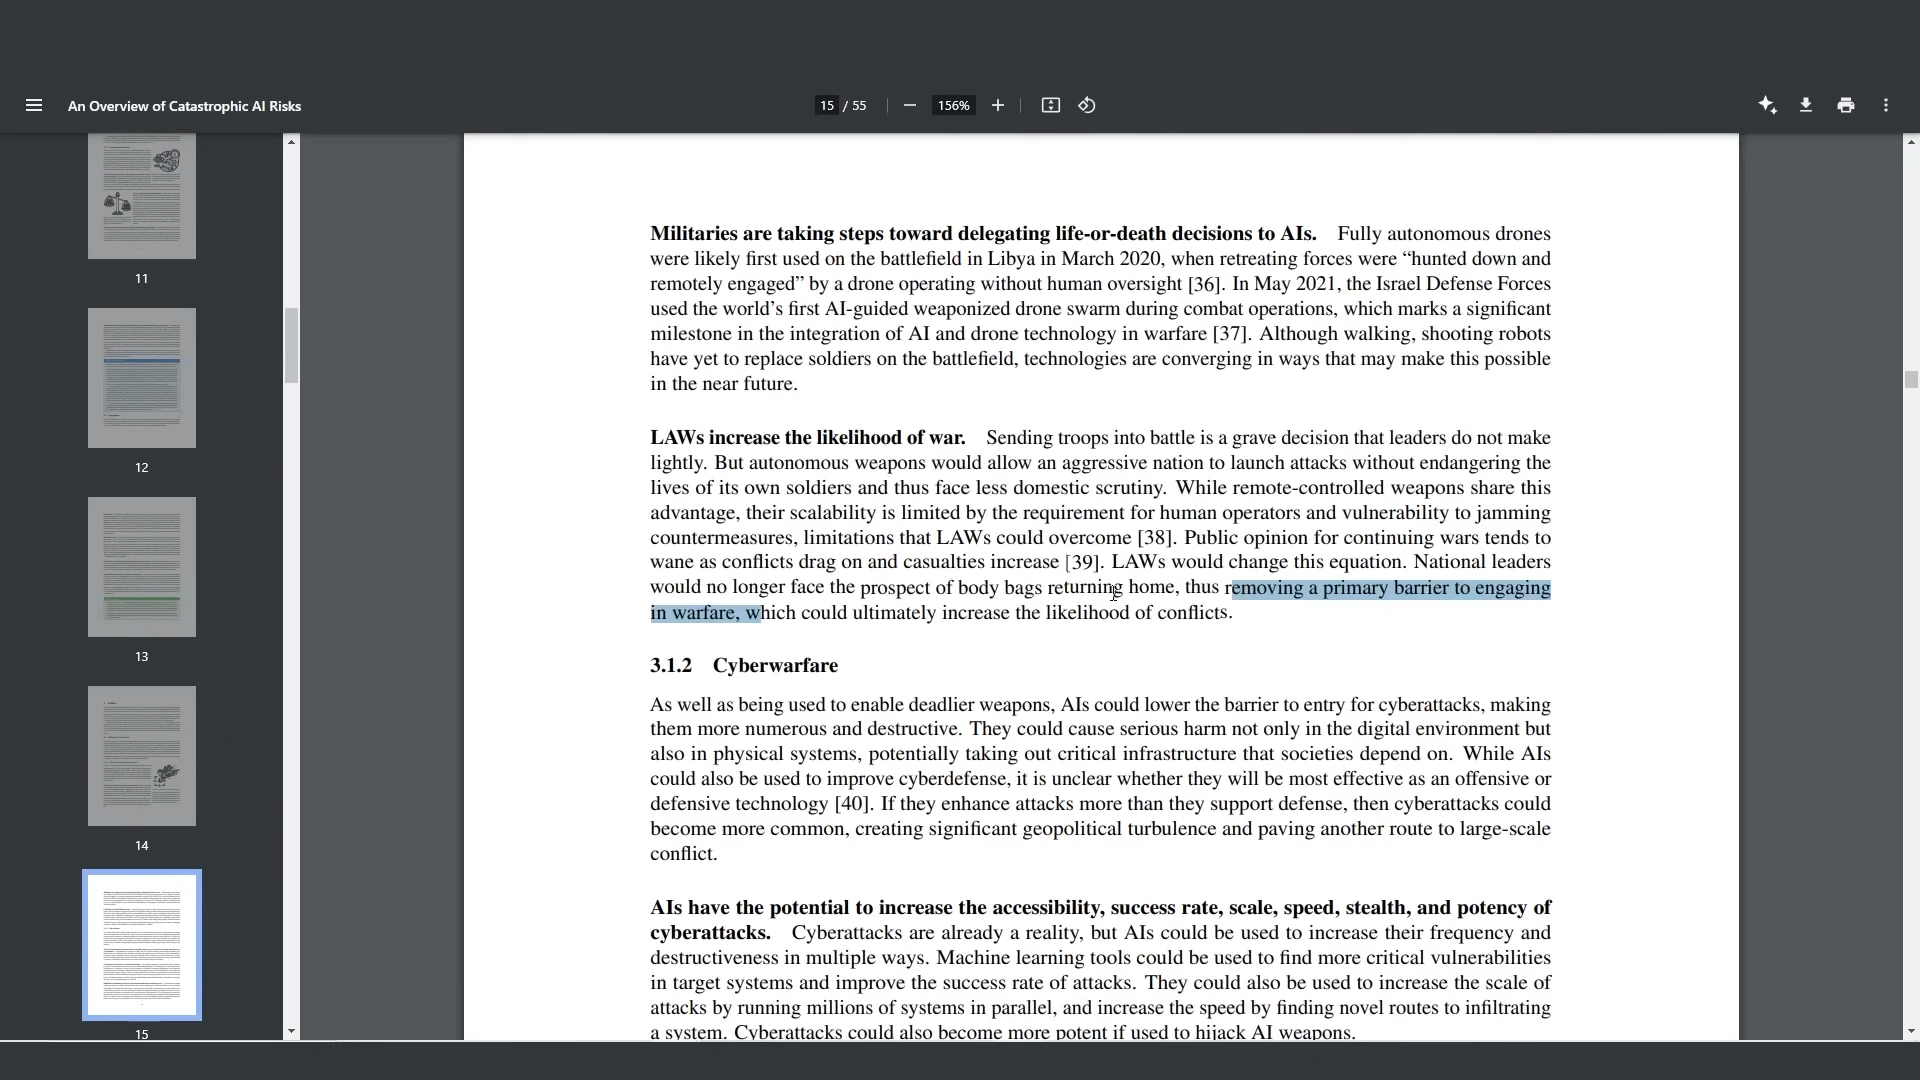 An Overview of Catastrophic AI Risks
15 / 55
156%
11
12
13
14
15
Militaries are taking steps toward delegating life-or-death decisions to AIs. Fully autonomous drones
were likely first used on the battlefield in Libya in March 2020, when retreating forces were “hunted down and
remotely engaged” by a drone operating without human oversight [36]. In May 2021, the Israel Defense Forces
used the world’s first AI-guided weaponized drone swarm during combat operations, which marks a significant
milestone in the integration of AI and drone technology in warfare [37]. Although walking, shooting robots
have yet to replace soldiers on the battlefield, technologies are converging in ways that may make this possible
in the near future.
LAWs increase the likelihood of war. Sending troops into battle is a grave decision that leaders do not make
lightly. But autonomous weapons would allow an aggressive nation to launch attacks without endangering the
lives of its own soldiers and thus face less domestic scrutiny. While remote-controlled weapons share this
advantage, their scalability is limited by the requirement for human operators and vulnerability to jamming
countermeasures, limitations that LAWs could overcome [38]. Public opinion for continuing wars tends to
wane as conflicts drag on and casualties increase [39]. LAWs would change this equation. National leaders
would no longer face the prospect of body bags returning home, thus removing a primary barrier to engaging
in warfare, which could ultimately increase the likelihood of conflicts.
3.1.2 Cyberwarfare
As well as being used to enable deadlier weapons, AIs could lower the barrier to entry for cyberattacks, making
them more numerous and destructive. They could cause serious harm not only in the digital environment but
also in physical systems, potentially taking out critical infrastructure that societies depend on. While AIs
could also be used to improve cyberdefense, it is unclear whether they will be most effective as an offensive or
defensive technology [40]. If they enhance attacks more than they support defense, then cyberattacks could
become more common, creating significant geopolitical turbulence and paving another route to large-scale
conflict.
AIs have the potential to increase the accessibility, success rate, scale, speed, stealth, and potency of
cyberattacks. Cyberattacks are already a reality, but AIs could be used to increase their frequency and
destructiveness in multiple ways. Machine learning tools could be used to find more critical vulnerabilities
in target systems and improve the success rate of attacks. They could also be used to increase the scale of
attacks by running millions of systems in parallel, and increase the speed by finding novel routes to infiltrating
a system. Cyberattacks could also become more potent if used to hijack AI weapons.